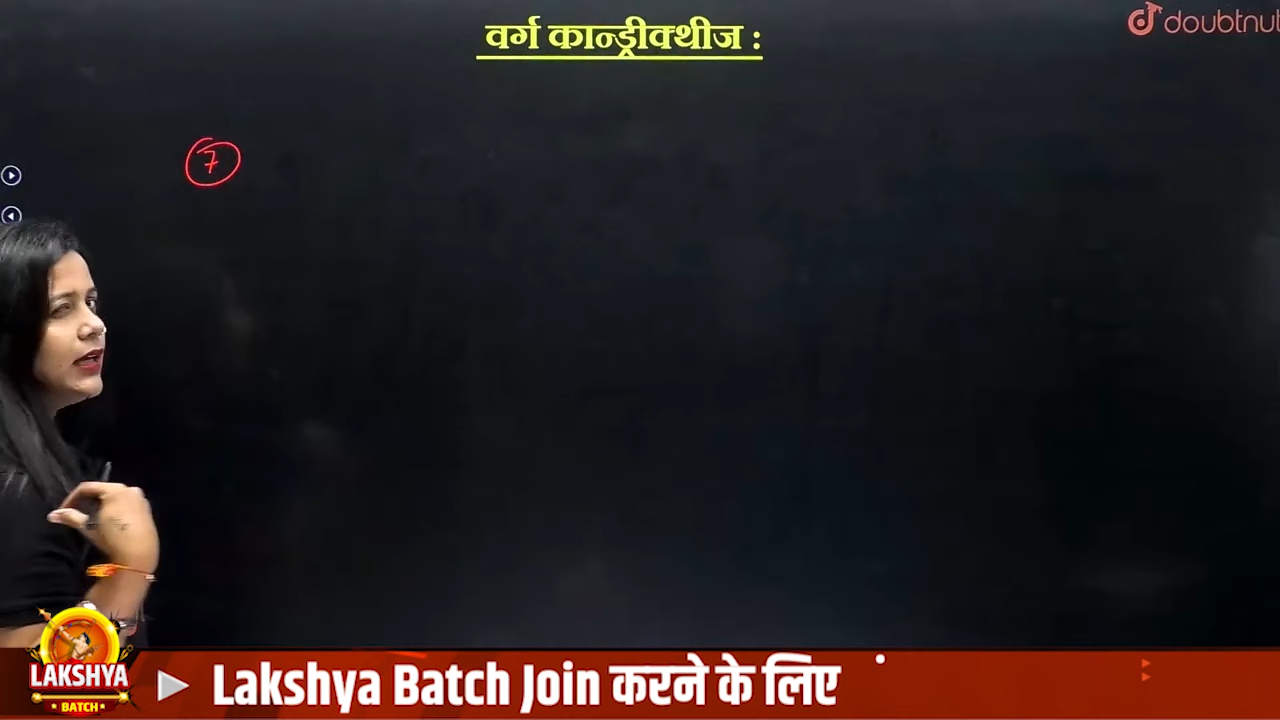 वर्ग कान्ड्रीक्थीज :
doubtnut
7
LAKSHYA
BATCH
Lakshya Batch Join करने के लिए